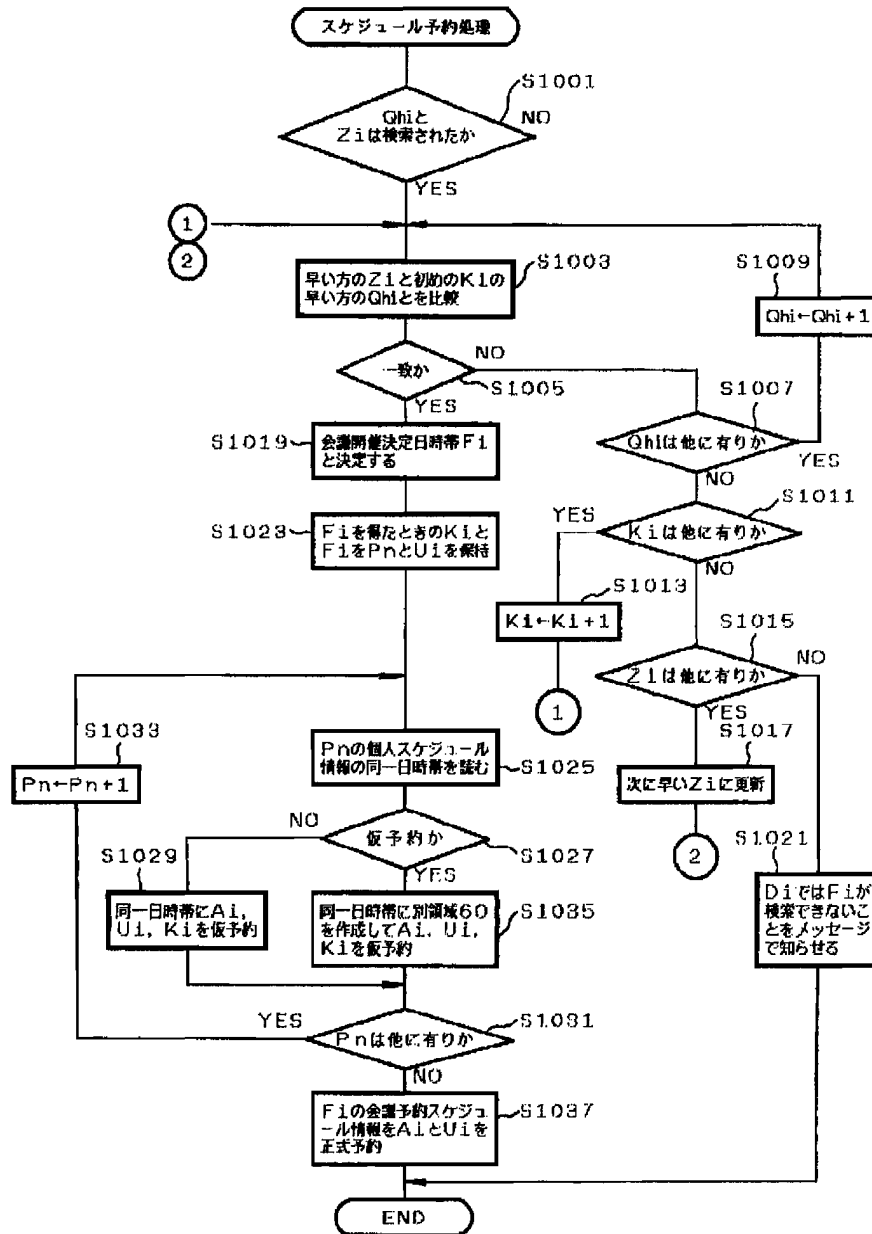 スケジュール予約処理
S1001
Qhiと
Ziは検索されたか
NO
YES
1
2
S1003
早い方のZiと初めのKiの
早い方のQhiとを比較
S1009
Qhi←Qhi+1
一致か
NO
S1005
YES
S1007
Qhiは他に有りか
YES
NO
S1019
会議開催決定日時帯Fi
と決定する
S1011
Kiは他に有りか
YES
NO
S1023
Fiを得たときのKiと
FiをPnとUiを保持
S1013
Ki←Ki+1
1
S1015
Ziは他に有りか
NO
YES
S1017
次に早いZiに更新
2
S1033
Pn←Pn+1
Pnの個人スケジュール
情報の同一日時帯を読む
S1025
仮予約か
NO
S1027
YES
S1021
DiではFiが
検索できないこ
とをメッセージ
で知らせる
S1029
同一日時帯にAi,
Ui, Kiを仮予約
同一日時帯に別領域60
を作成してAi, Ui,
Kiを仮予約
S1035
YES
Pnは他に有りか
S1031
NO
Fiの会議予約スケジュ
ール情報をAiとUiを
正式予約
S1037
END